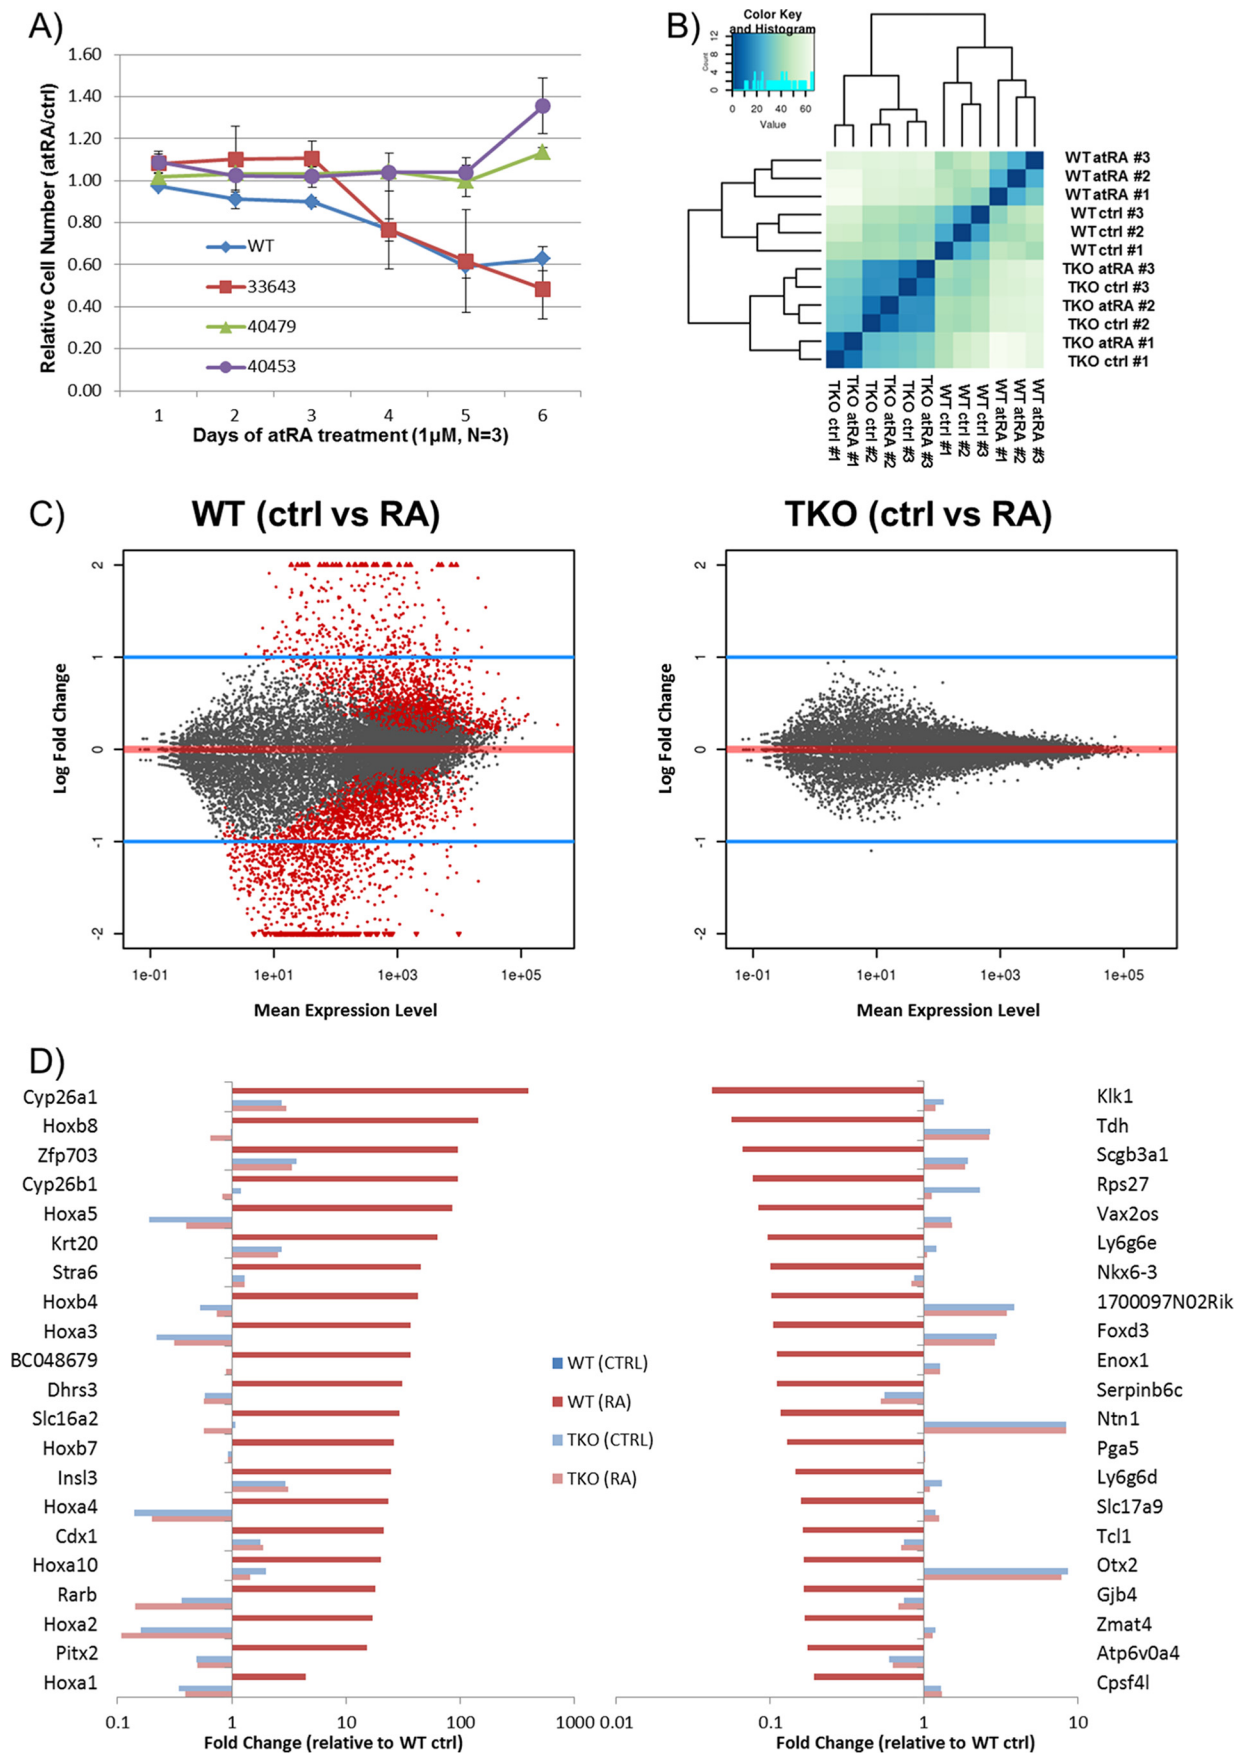 A)
1.60
1.40
1.20
1.00
0.80
0.60
0.40
0.20
0.00
Relative Cell Number (atRA/ctrl)
WT
33643
40479
40453
1 2 3 4 5 6
Days of atRA treatment (1µM, N=3)
B)
Color Key
and Histogram
Count
0 4 8 12
0 20 40 60
Value
WT atRA #3
WT atRA #2
WT atRA #1
WT ctrl #3
WT ctrl #2
WT ctrl #1
TKO atRA #3
TKO ctrl #3
TKO atRA #2
TKO ctrl #2
TKO atRA #1
TKO ctrl #1
TKO ctrl #1
TKO atRA #1
TKO ctrl #2
TKO atRA #2
TKO ctrl #3
TKO atRA #3
WT ctrl #1
WT ctrl #2
WT ctrl #3
WT atRA #1
WT atRA #2
WT atRA #3
C)
WT (ctrl vs RA)
2
1
0
-1
-2
Log Fold Change
1e-01 1e+01 1e+03 1e+05
Mean Expression Level
TKO (ctrl vs RA)
2
1
0
-1
-2
Log Fold Change
1e-01 1e+01 1e+03 1e+05
Mean Expression Level
D)
Cyp26a1
Hoxb8
Zfp703
Cyp26b1
Hoxa5
Krt20
Stra6
Hoxb4
Hoxa3
BC048679
Dhrs3
Slc16a2
Hoxb7
Insl3
Hoxa4
Cdx1
Hoxa10
Rarb
Hoxa2
Pitx2
Hoxa1
0.1 1 10 100 1000
Fold Change (relative to WT ctrl)
WT (CTRL)
WT (RA)
TKO (CTRL)
TKO (RA)
Klk1
Tdh
Scgb3a1
Rps27
Vax2os
Ly6g6e
Nkx6-3
1700097N02Rik
Foxd3
Enox1
Serpinb6c
Ntn1
Pga5
Ly6g6d
Slc17a9
Tcl1
Otx2
Gjb4
Zmat4
Atp6v0a4
Cpsf4l
0.01 0.1 1 10
Fold Change (relative to WT ctrl)